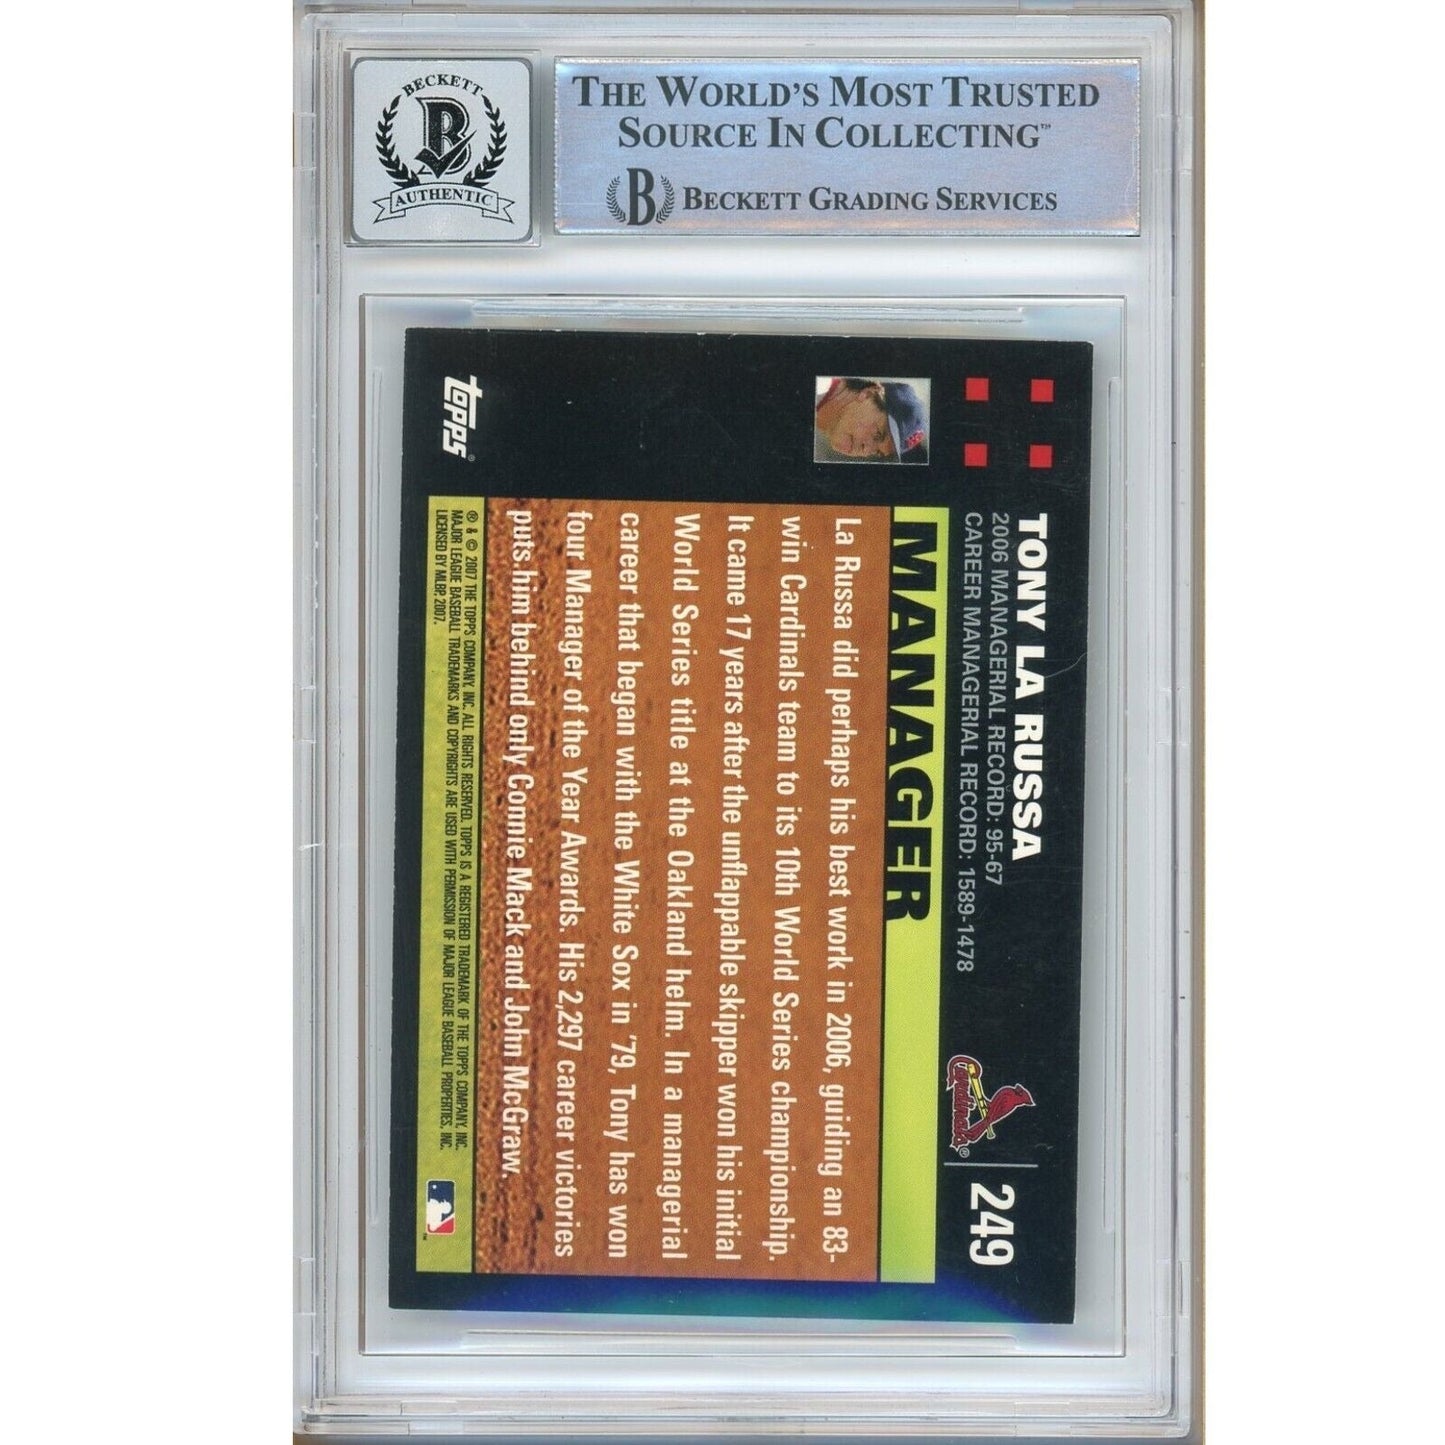 BECKETT
B
AUTHENTIC
THE WORLD'S MOST TRUSTED
SOURCE IN COLLECTING™
B BECKETT GRADING SERVICES
TONY LA RUSSA
2006 MANAGERIAL RECORD: 95-67
CAREER MANAGERIAL RECORD: 1589-1478
Cardinals®
249
MANAGER
La Russa did perhaps his best work in 2006, guiding an 83-
win Cardinals team to its 10th World Series championship.
It came 17 years after the unflappable skipper won his initial
World Series title at the Oakland helm. In a managerial
career that began with the White Sox in '79, Tony has won
four Manager of the Year Awards. His 2,297 career victories
puts him behind only Connie Mack and John McGraw.
® & © 2007 THE TOPPS COMPANY, INC. ALL RIGHTS RESERVED. TOPPS IS A REGISTERED TRADEMARK OF THE TOPPS COMPANY, INC.
MAJOR LEAGUE BASEBALL TRADEMARKS AND COPYRIGHTS ARE USED WITH PERMISSION OF MAJOR LEAGUE BASEBALL PROPERTIES, INC.
LICENSED BY MLBP, 2007.
topps®